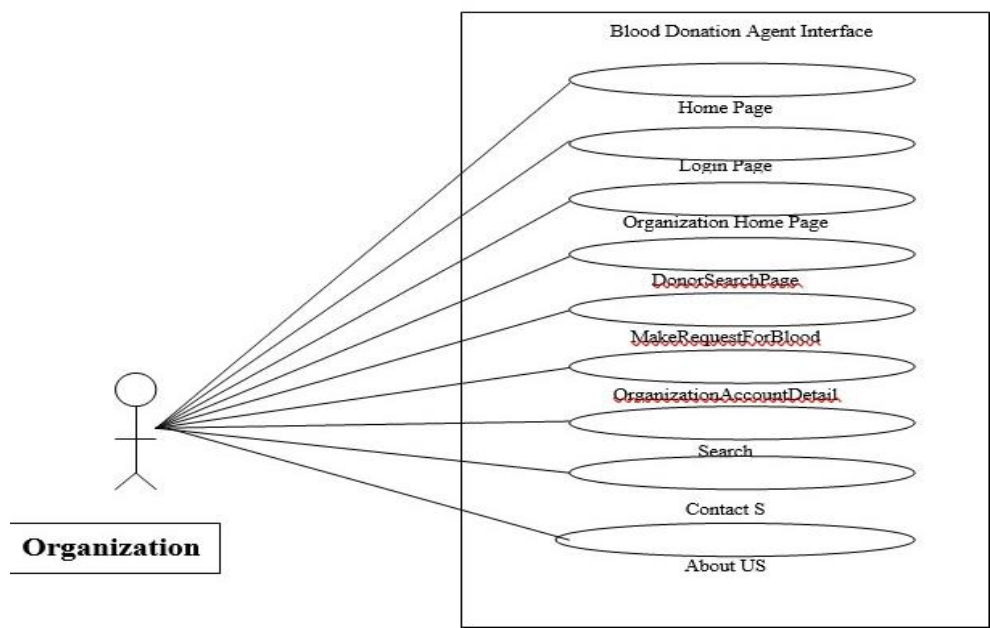 Blood Donation Agent Interface
Home Page
Login Page
Organization Home Page
DonorSearchPage
MakeRequestForBlood
OrganizationAccountDetail
Search
Contact S
About US
Organization